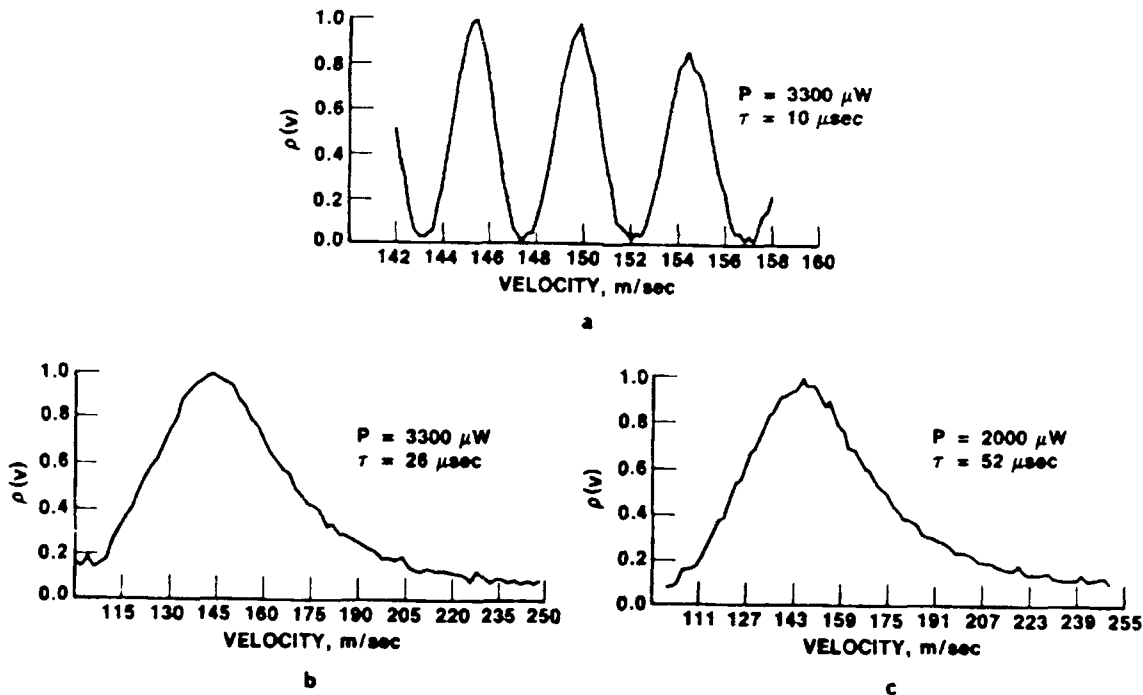 1.0
0.8
0.6
0.4
0.2
0.0
ρ(v)
P = 3300 μW
τ = 10 μsec
142 144 146 148 150 152 154 156 158 160
VELOCITY, m/sec
a
1.0
0.8
0.6
0.4
0.2
0.0
ρ(v)
P = 3300 μW
τ = 26 μsec
115 130 145 160 175 190 205 220 235 250
VELOCITY, m/sec
b
1.0
0.8
0.6
0.4
0.2
0.0
ρ(v)
P = 2000 μW
τ = 52 μsec
111 127 143 159 175 191 207 223 239 255
VELOCITY, m/sec
c